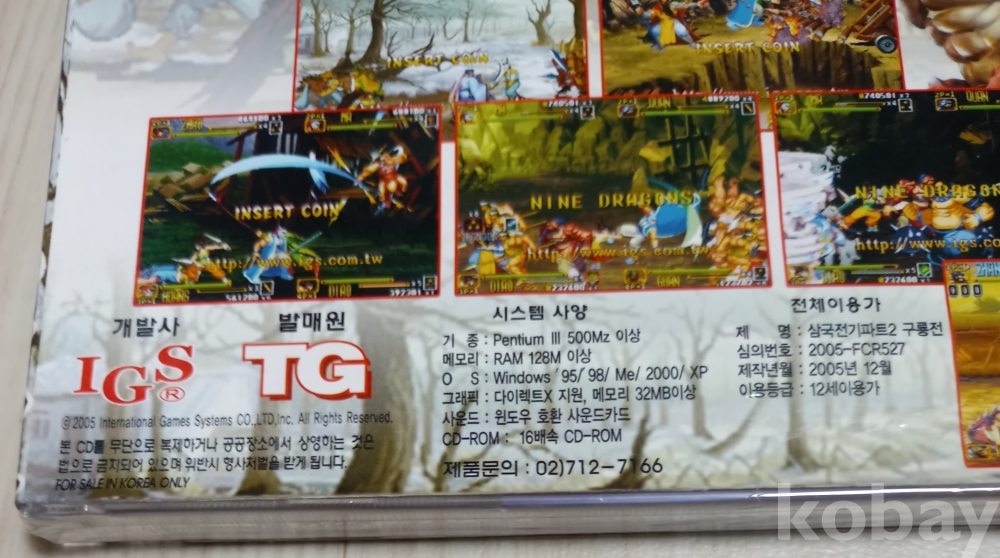 INSERT COIN
INSERT COIN
INSERT COIN
http://www.igs.com.tw
NINE DRAGONS
http://www.igs.com.tw
NINE DRAGONS
http://www.igs.co
개발사
IGS®
발매원
TG
ⓒ2005 International Games Systems CO.,LTD,Inc. All Rights Reserved.
본 CD를 무단으로 복제하거나 공공장소에서 상영하는 것은
법으로 금지되어 있으며 위반시 형사처벌을 받게 됩니다.
FOR SALE IN KOREA ONLY
시스템 사양
기 종 : Pentium III 500Mz 이상
메모리 : RAM 128M 이상
O S : Windows '95/'98/ Me/ 2000/ XP
그래픽 : 다이렉트X 지원, 메모리 32MB이상
사운드 : 윈도우 호환 사운드카드
CD-ROM : 16배속 CD-ROM
제품문의 : 02)712-7166
전체이용가
제 명 : 삼국전기파트2 구룡전
심의번호 : 2005-FCR527
제작년월 : 2005년 12월
이용등급 : 12세이용가
kobay